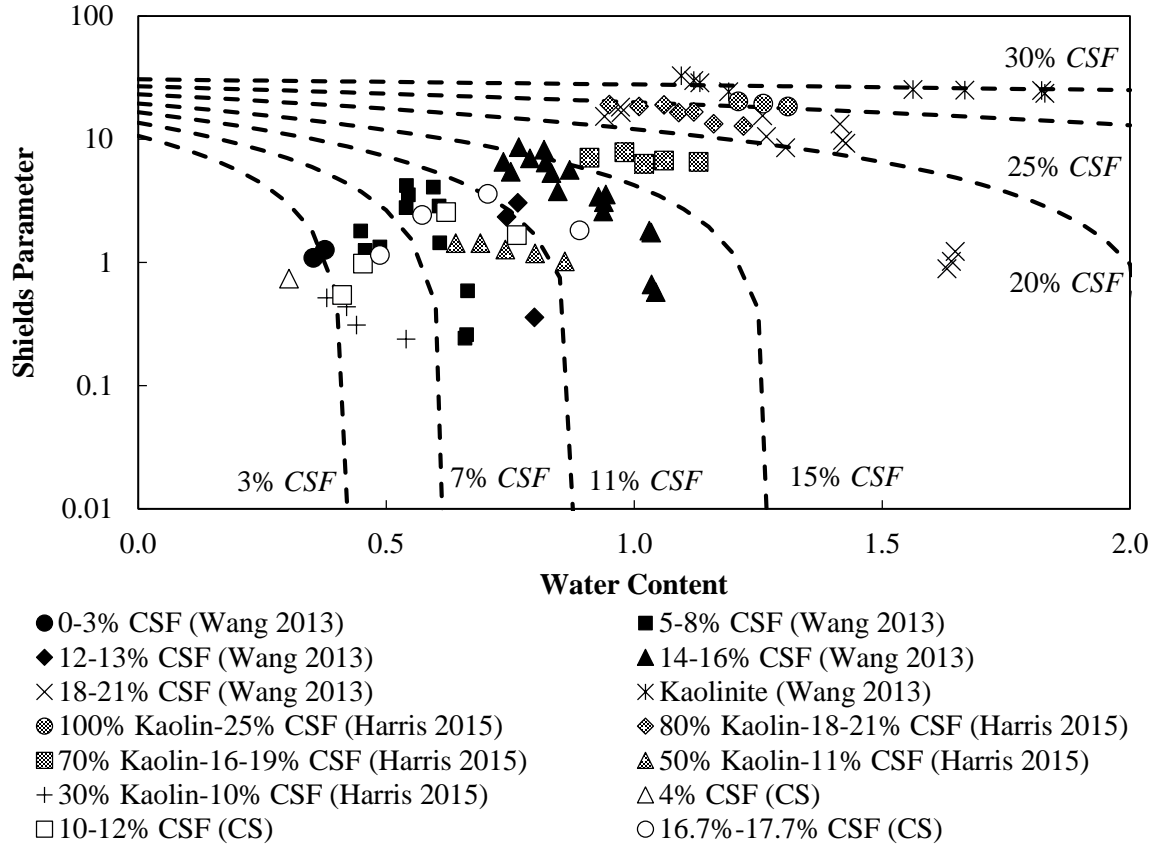 100
10
1
0.1
0.01
Shields Parameter
30% CSF
25% CSF
20% CSF
3% CSF
7% CSF
11% CSF
15% CSF
0.0 0.5 1.0 1.5 2.0
Water Content
0-3% CSF (Wang 2013)
5-8% CSF (Wang 2013)
12-13% CSF (Wang 2013)
14-16% CSF (Wang 2013)
18-21% CSF (Wang 2013)
Kaolinite (Wang 2013)
100% Kaolin-25% CSF (Harris 2015)
80% Kaolin-18-21% CSF (Harris 2015)
70% Kaolin-16-19% CSF (Harris 2015)
50% Kaolin-11% CSF (Harris 2015)
30% Kaolin-10% CSF (Harris 2015)
4% CSF (CS)
10-12% CSF (CS)
16.7%-17.7% CSF (CS)